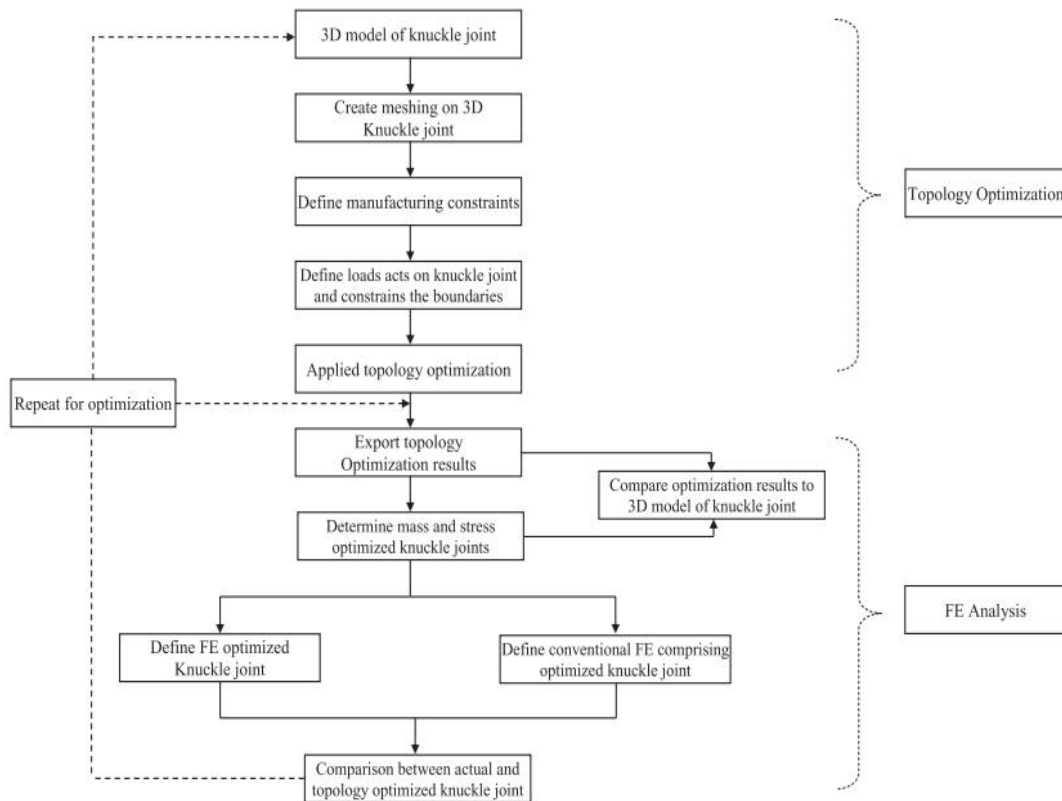 3D model of knuckle joint
Create meshing on 3D
Knuckle joint
Define manufacturing constraints
Topology Optimization
Define loads acts on knuckle joint
and constrains the boundaries
Applied topology optimization
Repeat for optimization
Export topology
Optimization results
Compare optimization results to
3D model of knuckle joint
Determine mass and stress
optimized knuckle joints
FE Analysis
Define FE optimized
Knuckle joint
Define conventional FE comprising
optimized knuckle joint
Comparison between actual and
topology optimized knuckle joint